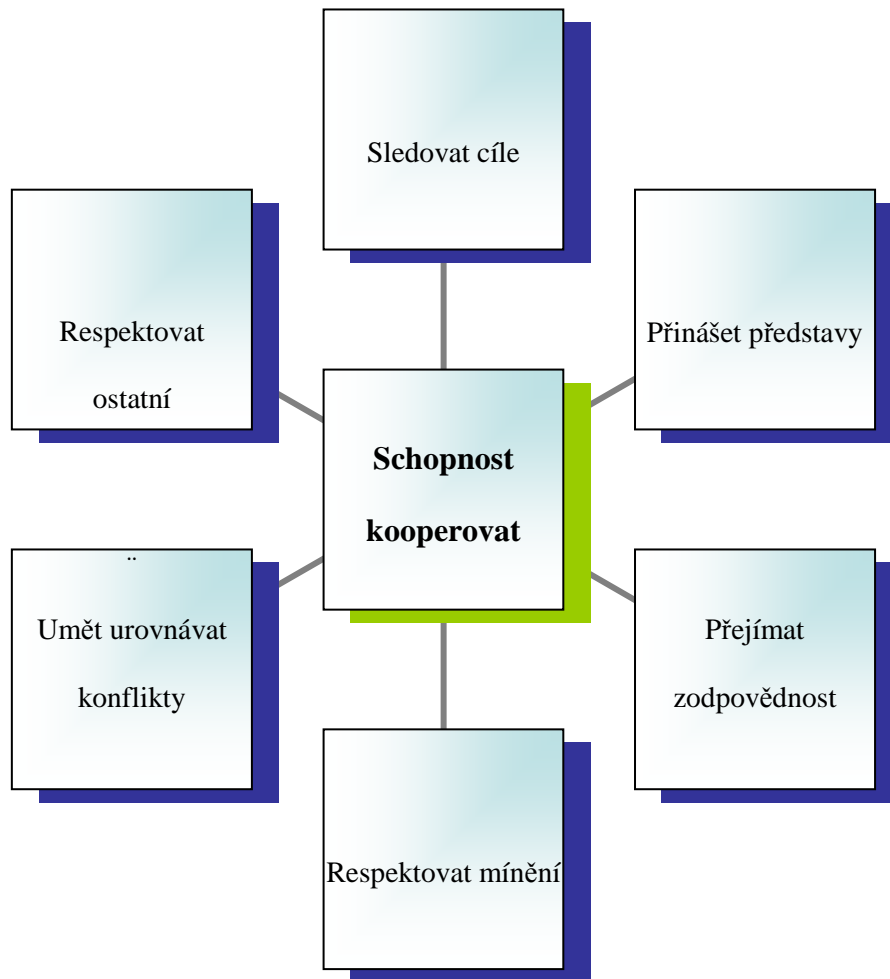 Sledovat cíle
Respektovat
ostatní
Přinášet představy
Schopnost
kooperovat
..
Umět urovnávat
konflikty
Přejímat
zodpovědnost
Respektovat mínění